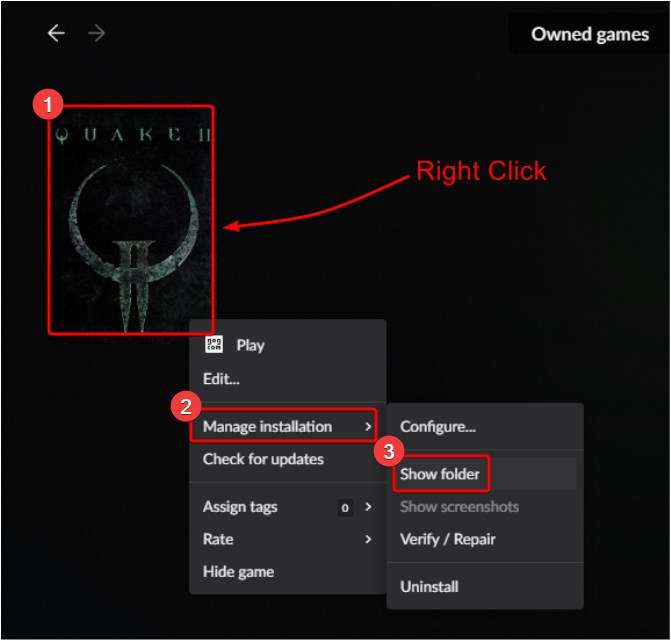 Owned games
1
QUAKE II
Right Click
gog
com
Play
Edit...
2
Manage installation
Configure...
3
Check for updates
Show folder
Assign tags 0
Show screenshots
Rate
Verify / Repair
Hide game
Uninstall